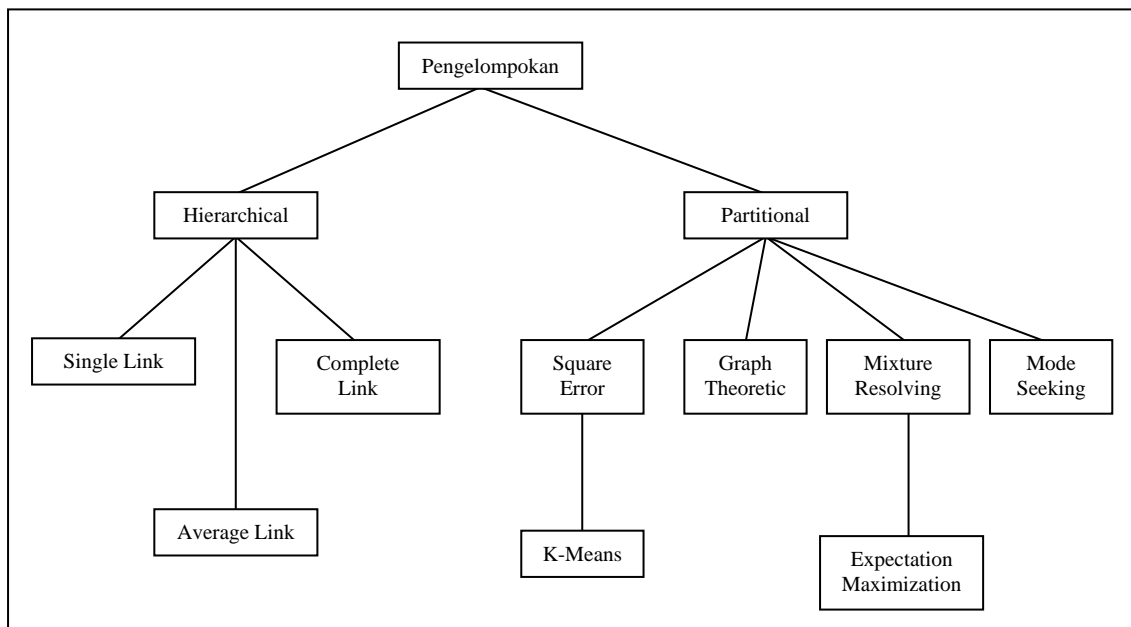 Pengelompokan
Hierarchical
Partitional
Single Link
Complete
Link
Square
Error
Graph
Theoretic
Mixture
Resolving
Mode
Seeking
Average Link
K-Means
Expectation
Maximization